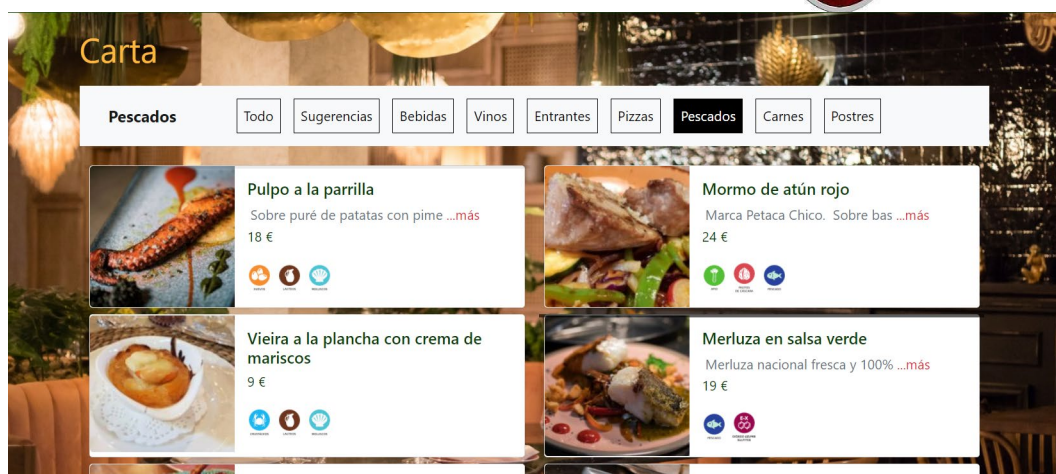 Carta
Pescados
Todo
Sugerencias
Bebidas
Vinos
Entrantes
Pizzas
Pescados
Carnes
Postres
Pulpo a la parrilla
Sobre puré de patatas con pime ...más
18 €
Mormo de atún rojo
Marca Petaca Chico. Sobre bas ...más
24 €
Vieira a la plancha con crema de
mariscos
9 €
Merluza en salsa verde
Merluza nacional fresca y 100% ...más
19 €